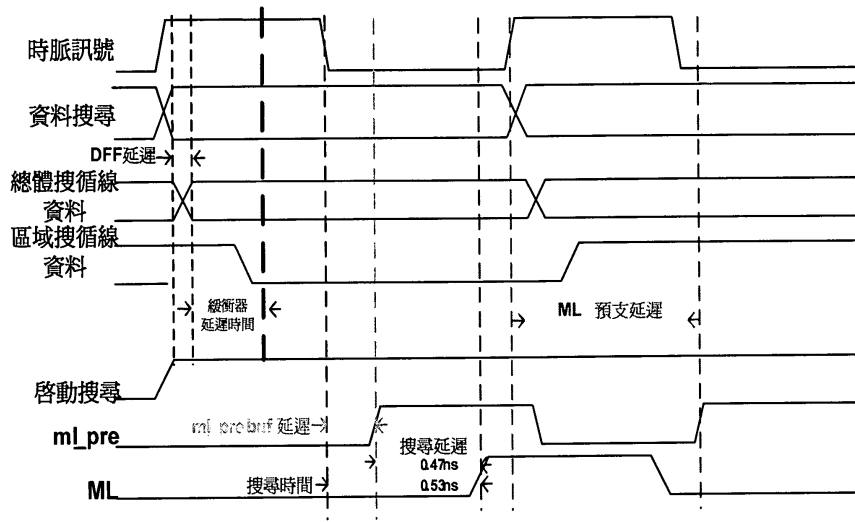 時脈訊號
資料搜尋
DFF延遲
總體搜循線
資料
區域搜循線
資料
緩衝器
延遲時間
ML 預支延遲
啓動搜尋
ml_prebuf 延遲
ml_pre
搜尋延遲
0.47ns
搜尋時間
0.53ns
ML